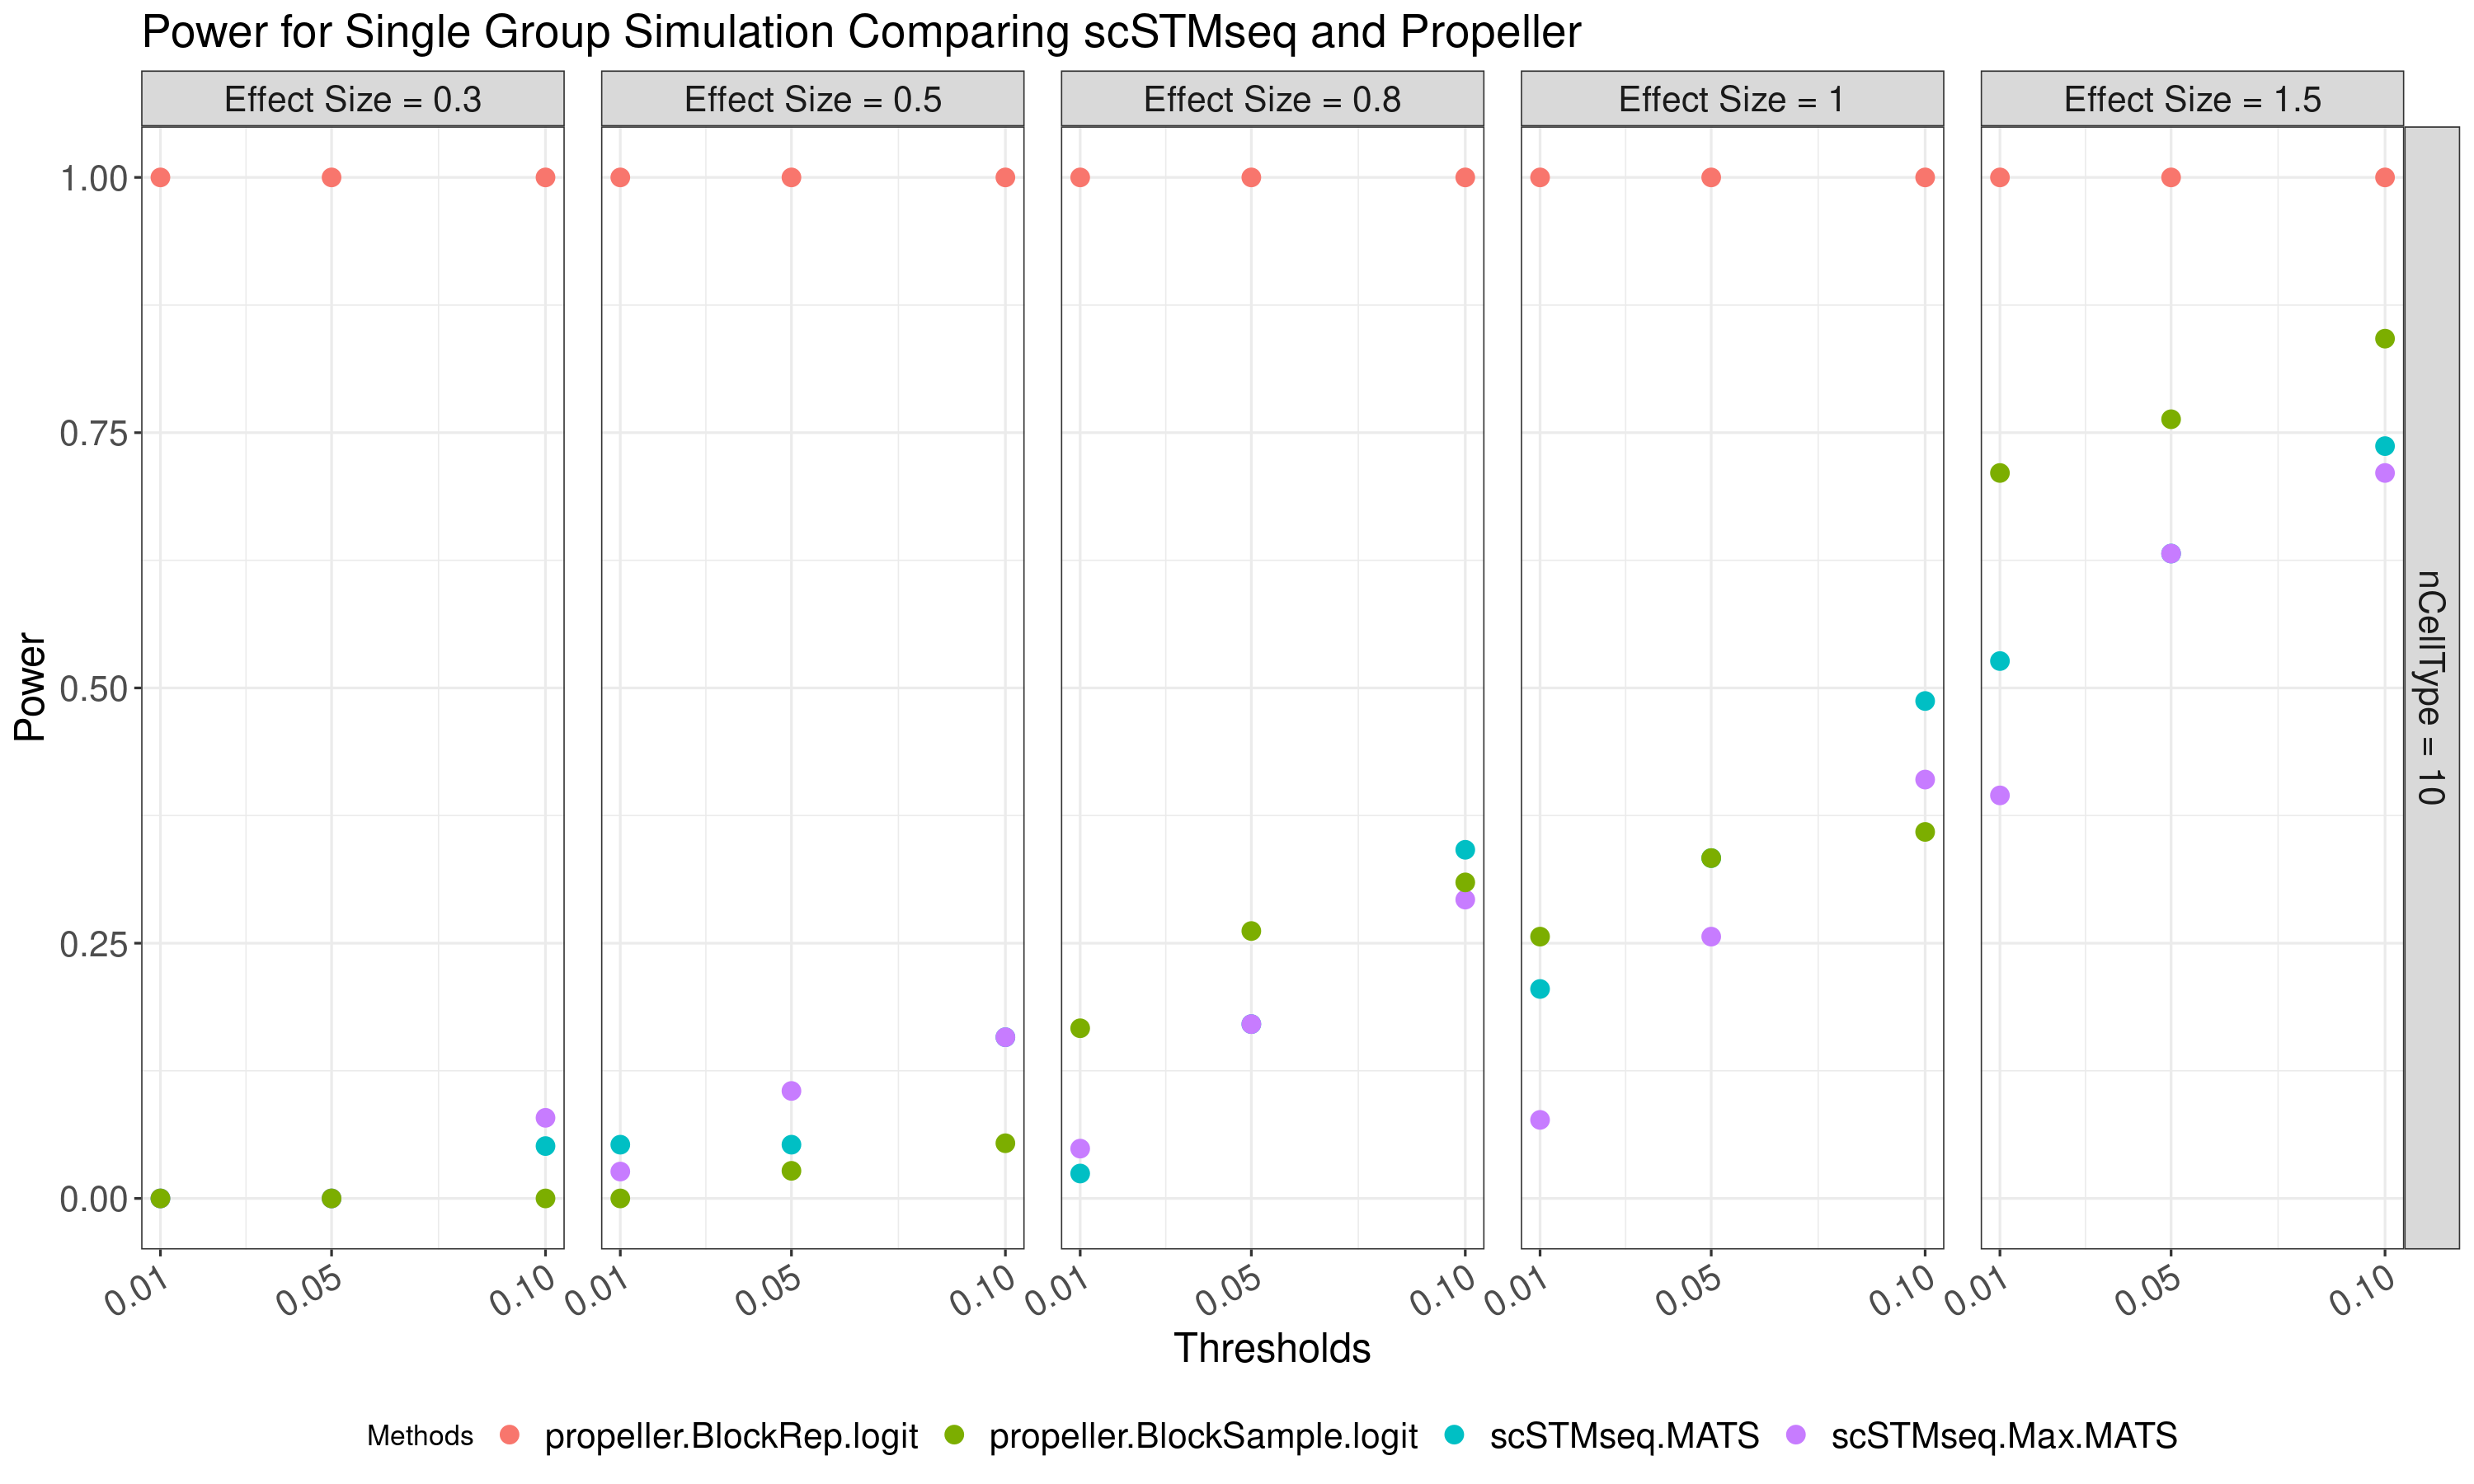 Power for Single Group Simulation Comparing scSTMseq and Propeller
Effect Size = 0.3
Effect Size = 0.5
Effect Size = 0.8
Effect Size = 1
Effect Size = 1.5
nCellType = 10
Power
1.00
0.75
0.50
0.25
0.00
0.01 0.05 0.10
0.01 0.05 0.10
0.01 0.05 0.10
0.01 0.05 0.10
0.01 0.05 0.10
Thresholds
Methods propeller.BlockRep.logit propeller.BlockSample.logit scSTMseq.MATS scSTMseq.Max.MATS